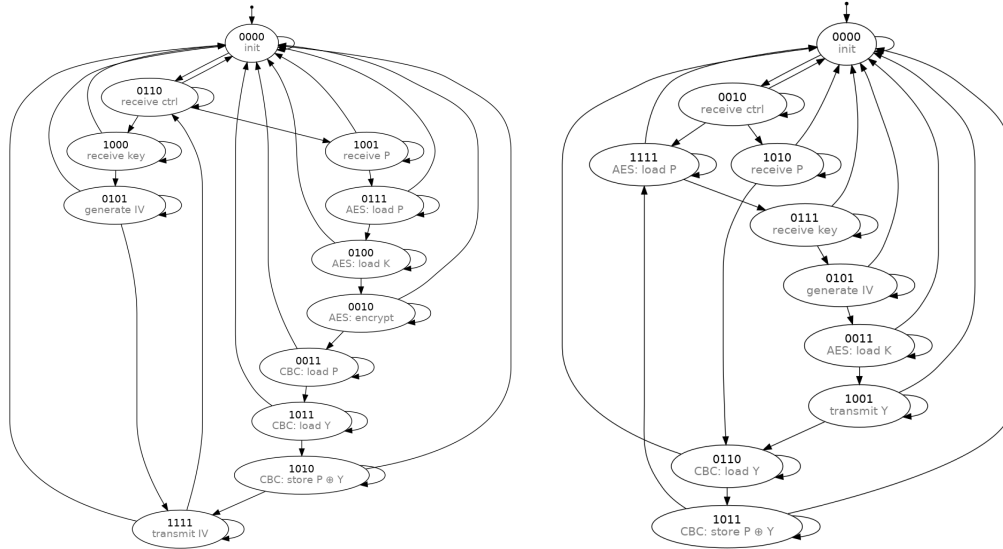 0000
init
0110
receive ctrl
1000
receive key
1001
receive P
0101
generate IV
0111
AES: load P
0100
AES: load K
0010
AES: encrypt
0011
CBC: load P
1011
CBC: load Y
1010
CBC: store P ⊕ Y
1111
transmit IV
0000
init
0010
receive ctrl
1111
AES: load P
1010
receive P
0111
receive key
0101
generate IV
0011
AES: load K
1001
transmit Y
0110
CBC: load Y
1011
CBC: store P ⊕ Y